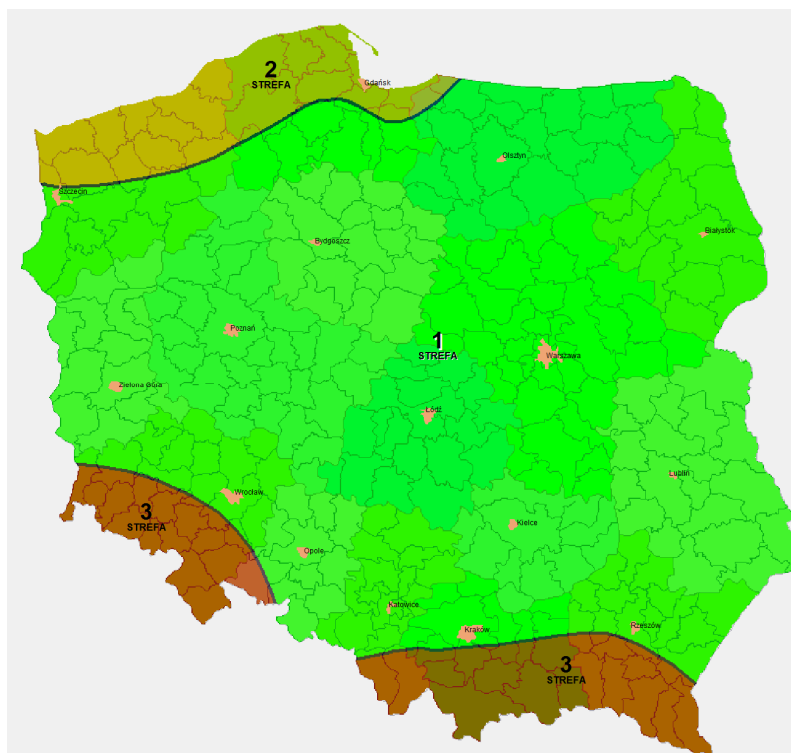 2
STREFA
Gdańsk
Olsztyn
Szczecin
Białystok
Bydgoszcz
Poznań
1
STREFA
Warszawa
Zielona Góra
Łódź
Lublin
Wrocław
3
STREFA
Kielce
Opole
Katowice
Kraków
Rzeszów
3
STREFA